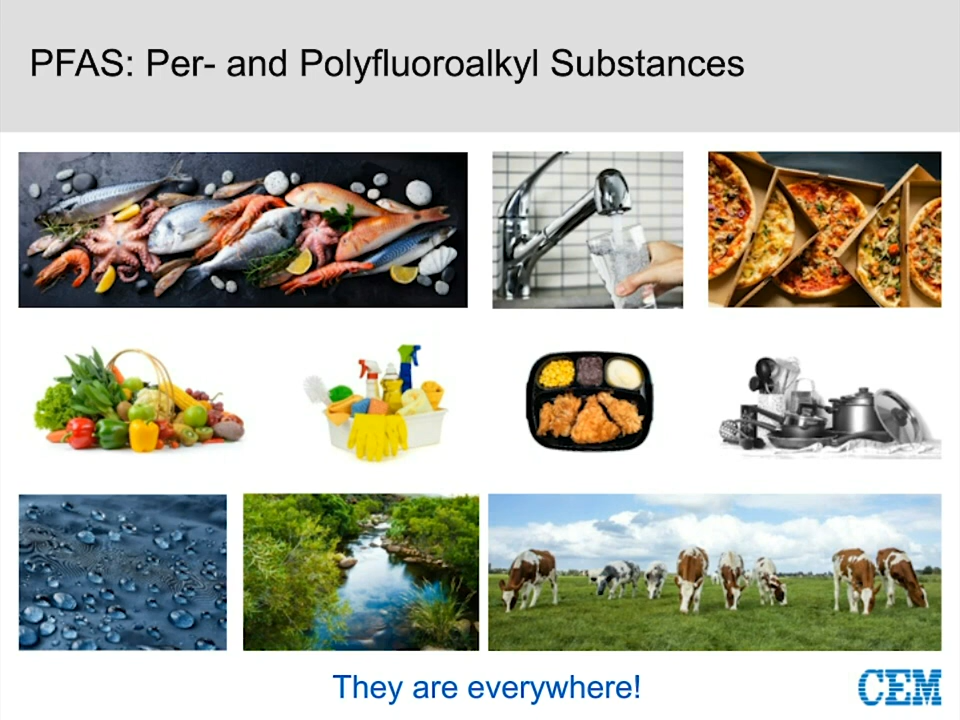 PFAS: Per- and Polyfluoroalkyl Substances
They are everywhere!
CEM